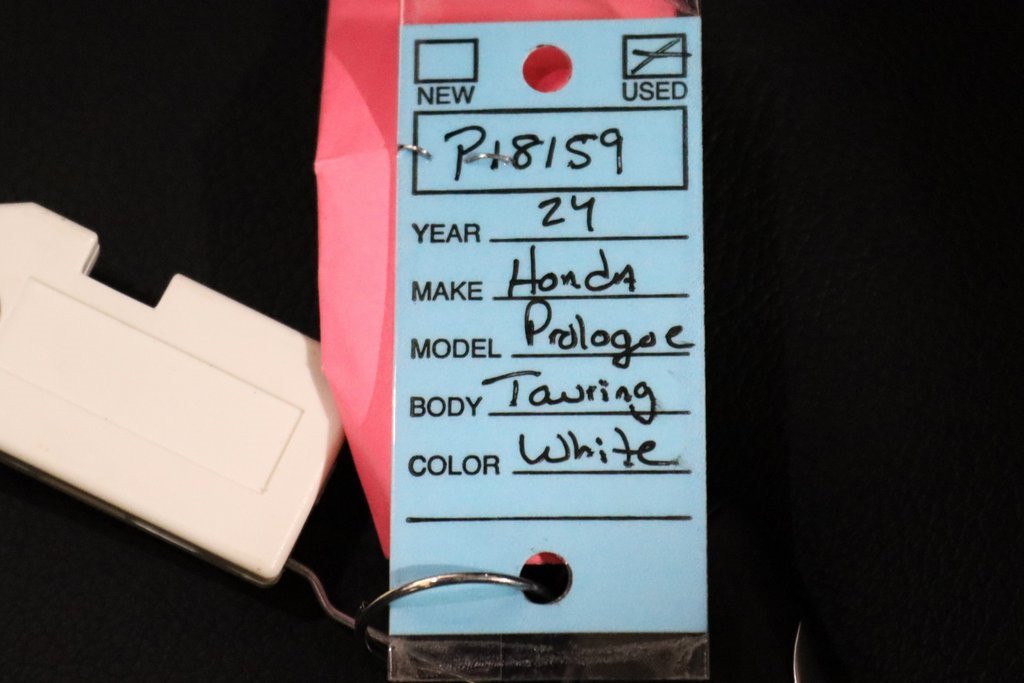 NEW USED
P18159
YEAR 24
MAKE Honda
MODEL Prologue
BODY Touring
COLOR White